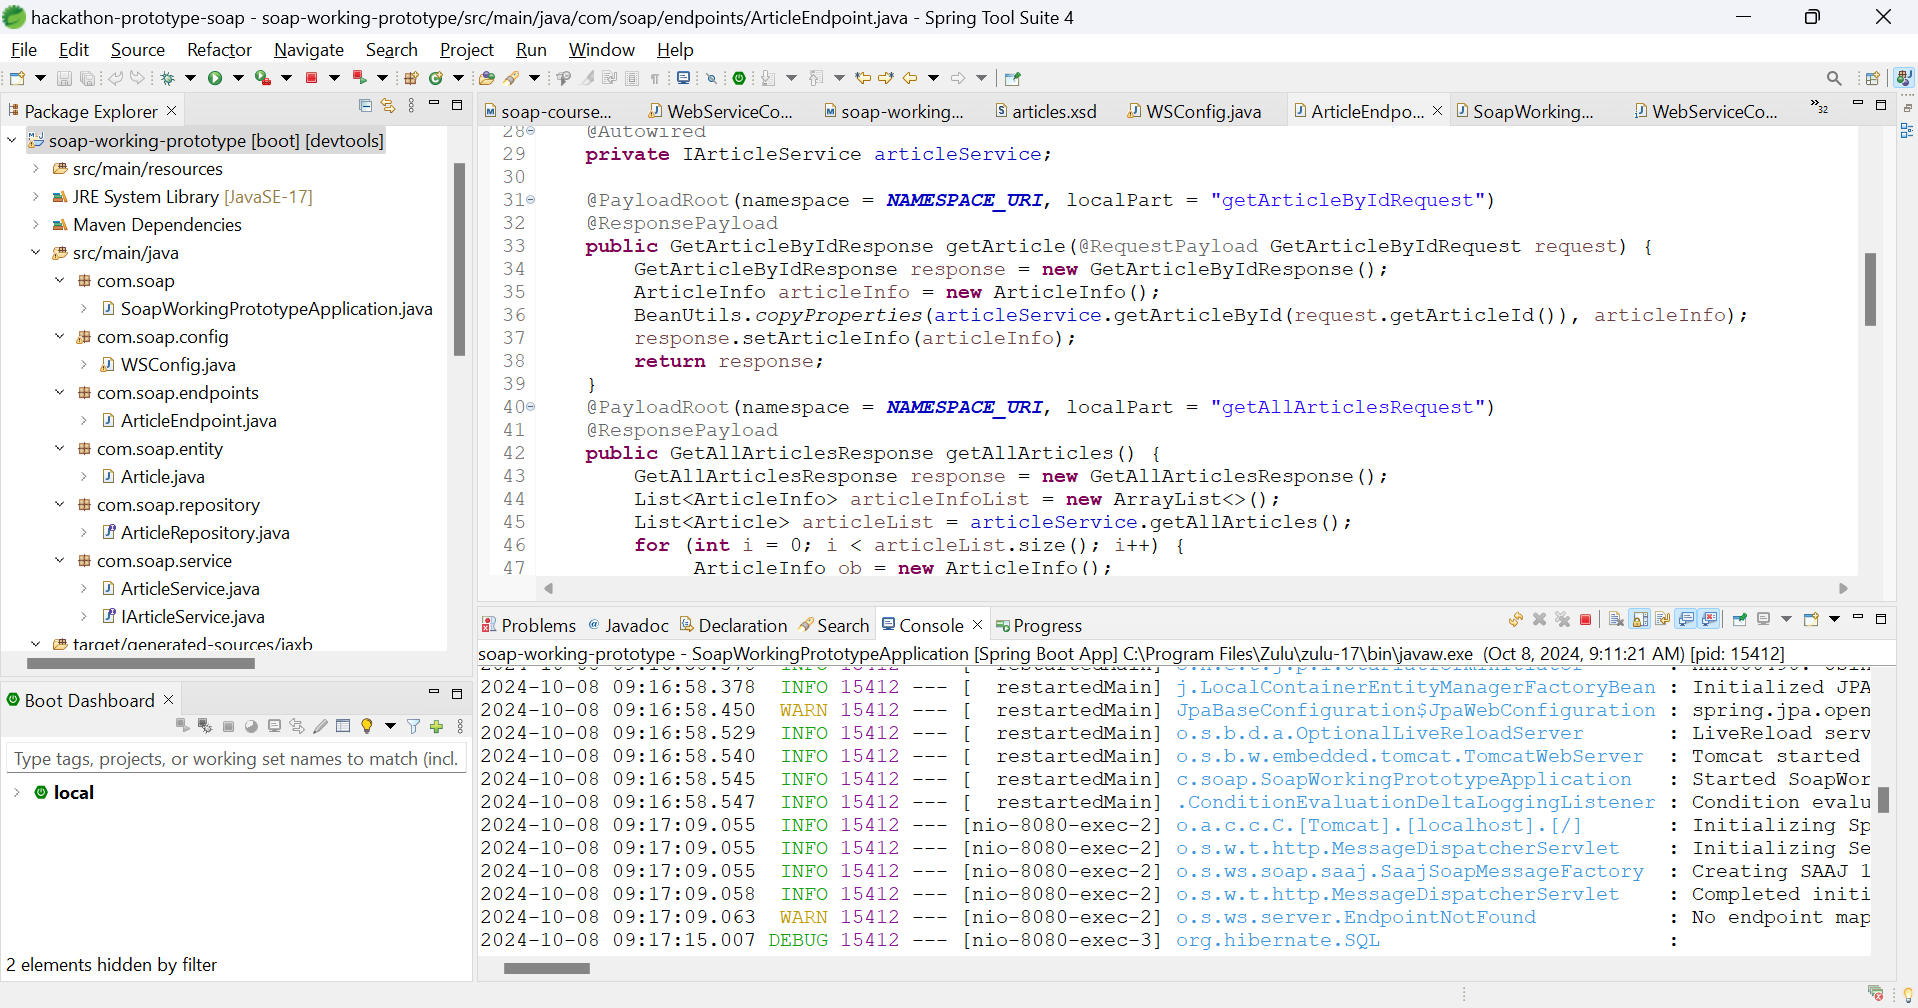 hackathon-prototype-soap - soap-working-prototype/src/main/java/com/soap/endpoints/ArticleEndpoint.java - Spring Tool Suite 4
File Edit Source Refactor Navigate Search Project Run Window Help
Package Explorer
soap-working-prototype [boot] [devtools]
src/main/resources
JRE System Library [JavaSE-17]
Maven Dependencies
src/main/java
com.soap
SoapWorkingPrototypeApplication.java
com.soap.config
WSConfig.java
com.soap.endpoints
ArticleEndpoint.java
com.soap.entity
Article.java
com.soap.repository
ArticleRepository.java
com.soap.service
ArticleService.java
IArticleService.java
target/generated-sources/jaxb
Boot Dashboard
Type tags, projects, or working set names to match (incl.
local
2 elements hidden by filter
soap-course... WebServiceCo... soap-working... articles.xsd WSConfig.java ArticleEndpo... SoapWorking... WebServiceCo... »32
28 @Autowired
29 private IArticleService articleService;
30
31 @PayloadRoot(namespace = NAMESPACE_URI, localPart = "getArticleByIdRequest")
32 @ResponsePayload
33 public GetArticleByIdResponse getArticle(@RequestPayload GetArticleByIdRequest request) {
34 GetArticleByIdResponse response = new GetArticleByIdResponse();
35 ArticleInfo articleInfo = new ArticleInfo();
36 BeanUtils.copyProperties(articleService.getArticleById(request.getArticleId()), articleInfo);
37 response.setArticleInfo(articleInfo);
38 return response;
39 }
40 @PayloadRoot(namespace = NAMESPACE_URI, localPart = "getAllArticlesRequest")
41 @ResponsePayload
42 public GetAllArticlesResponse getAllArticles() {
43 GetAllArticlesResponse response = new GetAllArticlesResponse();
44 List<ArticleInfo> articleInfoList = new ArrayList<>();
45 List<Article> articleList = articleService.getAllArticles();
46 for (int i = 0; i < articleList.size(); i++) {
47 ArticleInfo ob = new ArticleInfo();
Problems Javadoc Declaration Search Console Progress
soap-working-prototype - SoapWorkingPrototypeApplication [Spring Boot App] C:\Program Files\Zulu\zulu-17\bin\javaw.exe (Oct 8, 2024, 9:11:21 AM) [pid: 15412]
2024-10-08 09:16:58.378 INFO 15412 --- [ restartedMain] j.LocalContainerEntityManagerFactoryBean : Initialized JPA
2024-10-08 09:16:58.450 WARN 15412 --- [ restartedMain] JpaBaseConfiguration$JpaWebConfiguration : spring.jpa.open
2024-10-08 09:16:58.529 INFO 15412 --- [ restartedMain] o.s.b.d.a.OptionalLiveReloadServer : LiveReload serv
2024-10-08 09:16:58.540 INFO 15412 --- [ restartedMain] o.s.b.w.embedded.tomcat.TomcatWebServer : Tomcat started
2024-10-08 09:16:58.545 INFO 15412 --- [ restartedMain] c.soap.SoapWorkingPrototypeApplication : Started SoapWor
2024-10-08 09:16:58.547 INFO 15412 --- [ restartedMain] .ConditionEvaluationDeltaLoggingListener : Condition evalu
2024-10-08 09:17:09.055 INFO 15412 --- [nio-8080-exec-2] o.a.c.c.C.[Tomcat].[localhost].[/] : Initializing Sp
2024-10-08 09:17:09.055 INFO 15412 --- [nio-8080-exec-2] o.s.w.t.http.MessageDispatcherServlet : Initializing Se
2024-10-08 09:17:09.055 INFO 15412 --- [nio-8080-exec-2] o.s.ws.soap.saaj.SaajSoapMessageFactory : Creating SAAJ 1
2024-10-08 09:17:09.058 INFO 15412 --- [nio-8080-exec-2] o.s.w.t.http.MessageDispatcherServlet : Completed initi
2024-10-08 09:17:09.063 WARN 15412 --- [nio-8080-exec-2] o.s.ws.server.EndpointNotFound : No endpoint map
2024-10-08 09:17:15.007 DEBUG 15412 --- [nio-8080-exec-3] org.hibernate.SQL :